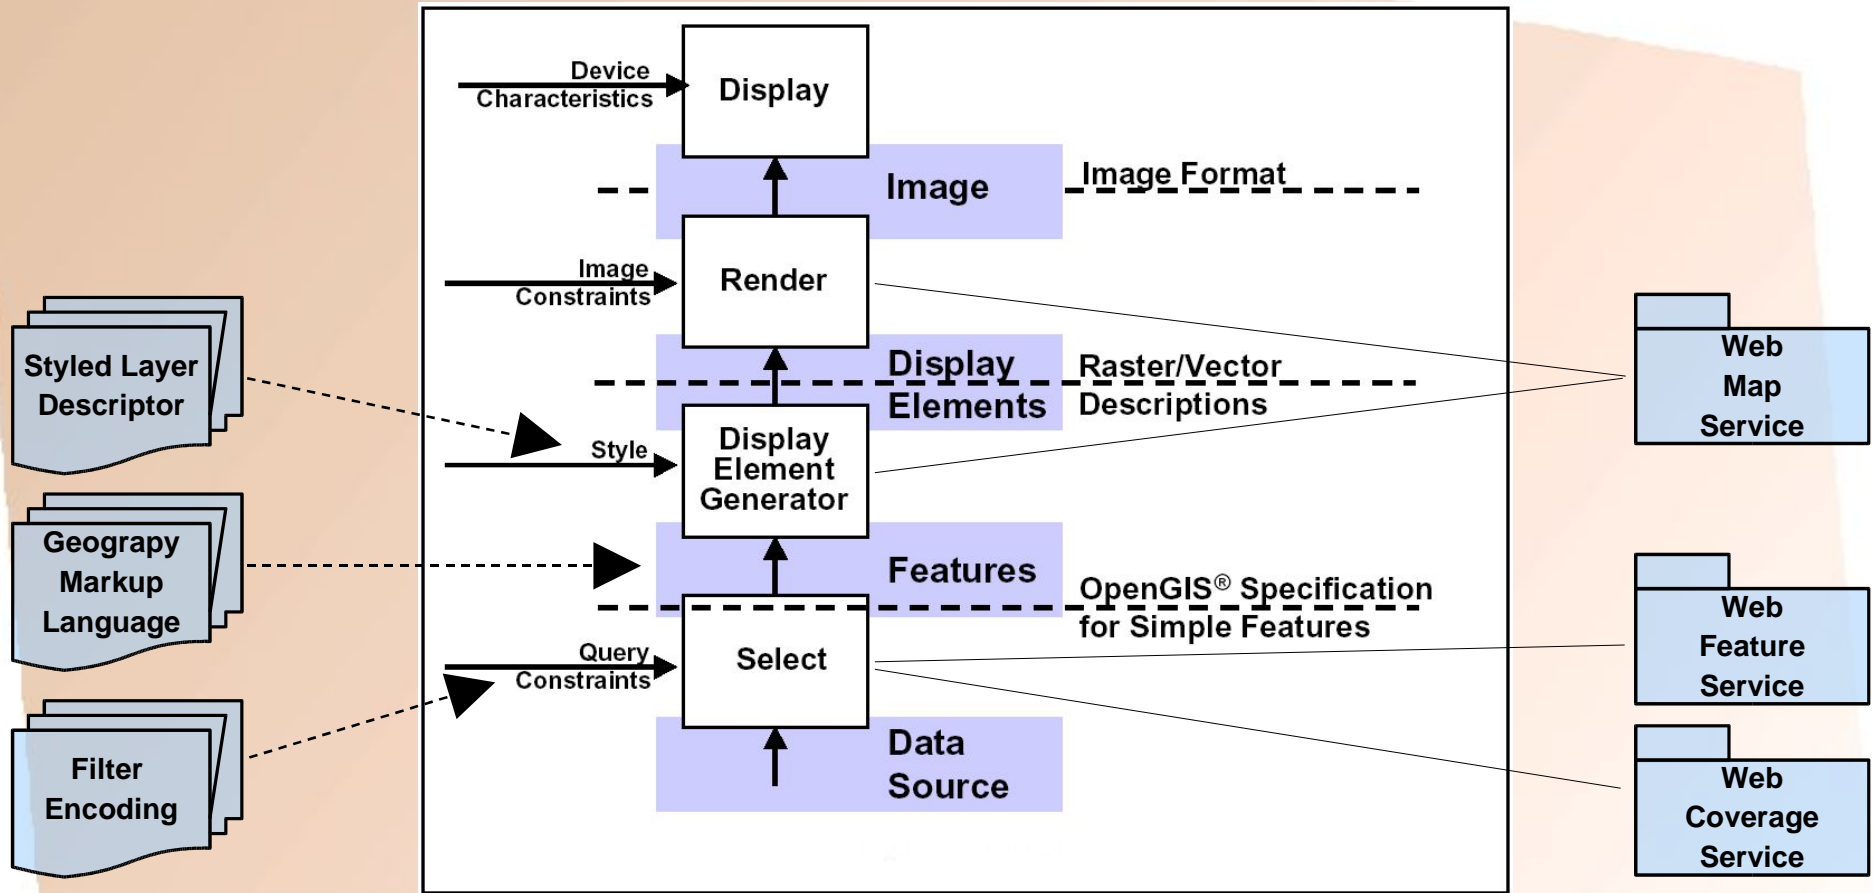 Device
Characteristics
Display
Image
Image Format
Image
Constraints
Render
Display
Elements
Raster/Vector
Descriptions
Style
Display
Element
Generator
Features
OpenGIS® Specification
for Simple Features
Query
Constraints
Select
Data
Source
Styled Layer
Descriptor
Geograpy
Markup
Language
Filter
Encoding
Web
Map
Service
Web
Feature
Service
Web
Coverage
Service